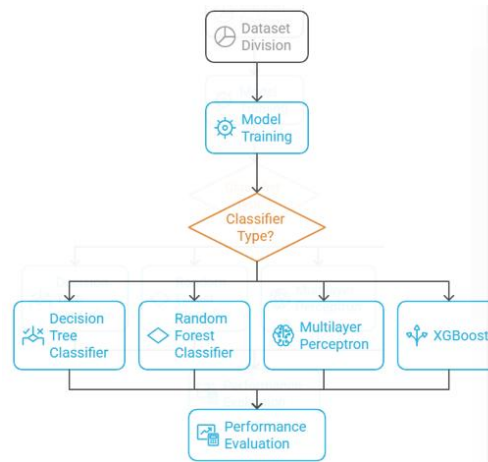 Dataset
Division
Model
Training
Classifier
Type?
Decision
Tree
Classifier
Random
Forest
Classifier
Multilayer
Perceptron
XGBoost
Performance
Evaluation